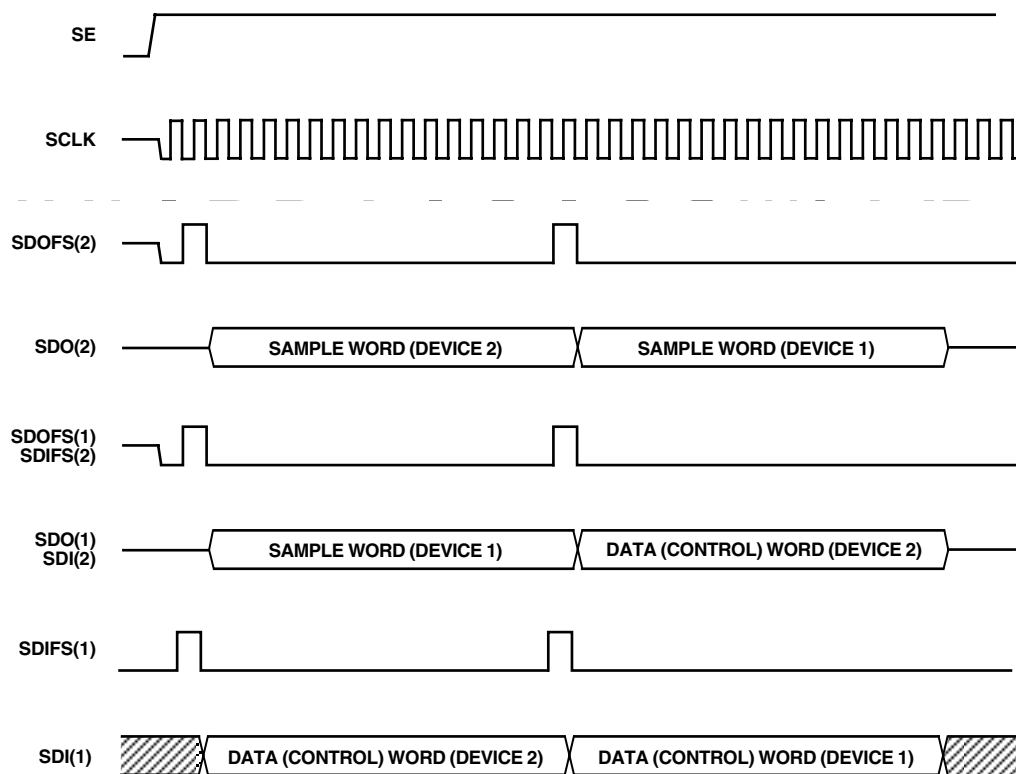 SE
SCLK
SDOFS(2)
SDO(2)
SAMPLE WORD (DEVICE 2)
SAMPLE WORD (DEVICE 1)
SDOFS(1)
SDIFS(2)
SDO(1)
SDI(2)
SAMPLE WORD (DEVICE 1)
DATA (CONTROL) WORD (DEVICE 2)
SDIFS(1)
SDI(1)
DATA (CONTROL) WORD (DEVICE 2)
DATA (CONTROL) WORD (DEVICE 1)